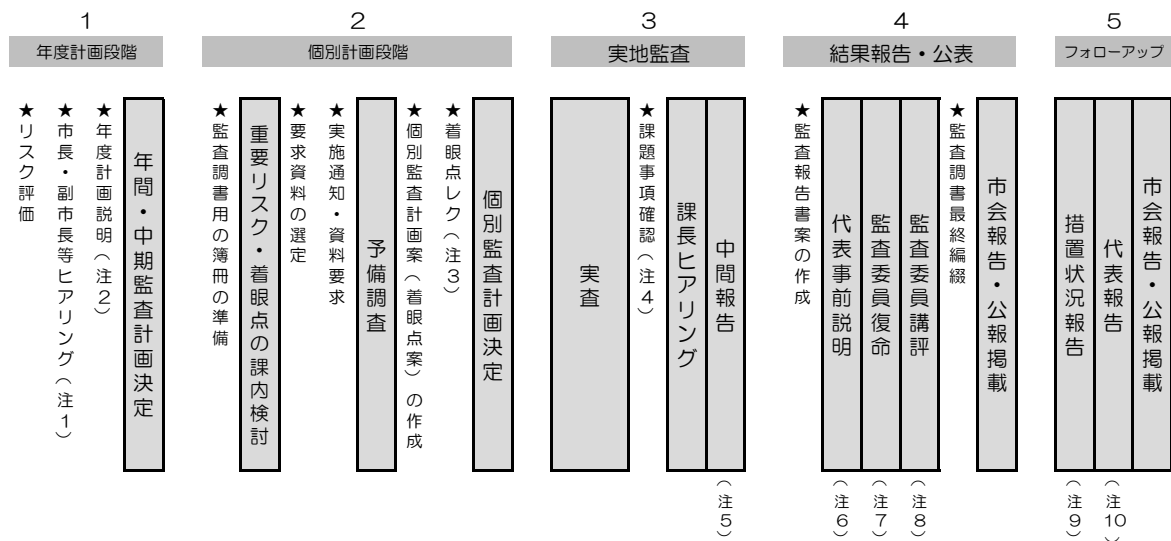 1
年度計画段階
★リスク評価
★市長・副市長等ヒアリング（注１）
★年度計画説明（注２）
年間・中期監査計画決定
2
個別計画段階
★監査調書用の簿冊の準備
重要リスク・着眼点の課内検討
★要求資料の選定
★実施通知・資料要求
予備調査
★個別監査計画案（着眼点案）の作成
★着眼点レク（注３）
個別監査計画決定
3
実地監査
実査
★課題事項確認（注４）
課長ヒアリング
中間報告
（注５）
4
結果報告・公表
★監査報告書案の作成
代表事前説明
（注６）
監査委員復命
（注７）
監査委員講評
（注８）
★監査調書最終編綴
市会報告・公報掲載
5
フォローアップ
措置状況報告
（注９）
代表報告
（注10）
市会報告・公報掲載